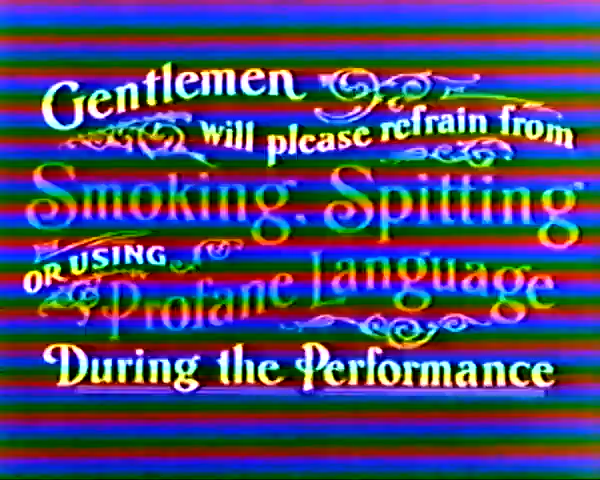 Gentlemen
will please refrain from
Smoking, Spitting
OR USING
Profane Language
During the Performance